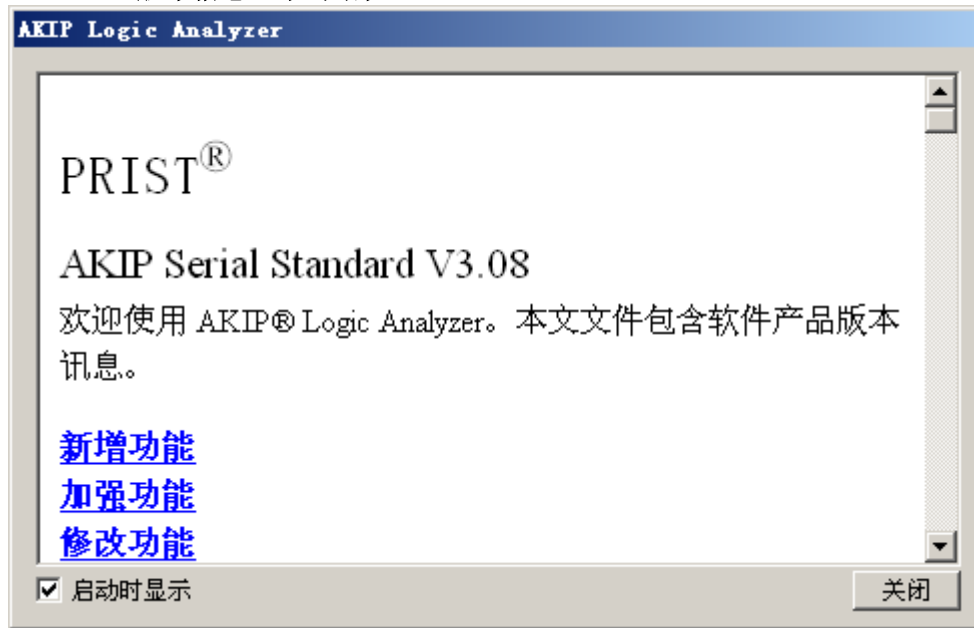 AKIP Logic Analyzer
PRIST®
AKIP Serial Standard V3.08
欢迎使用 AKIP® Logic Analyzer。本文文件包含软件产品版本
讯息。
新增功能
加强功能
修改功能
启动时显示
关闭